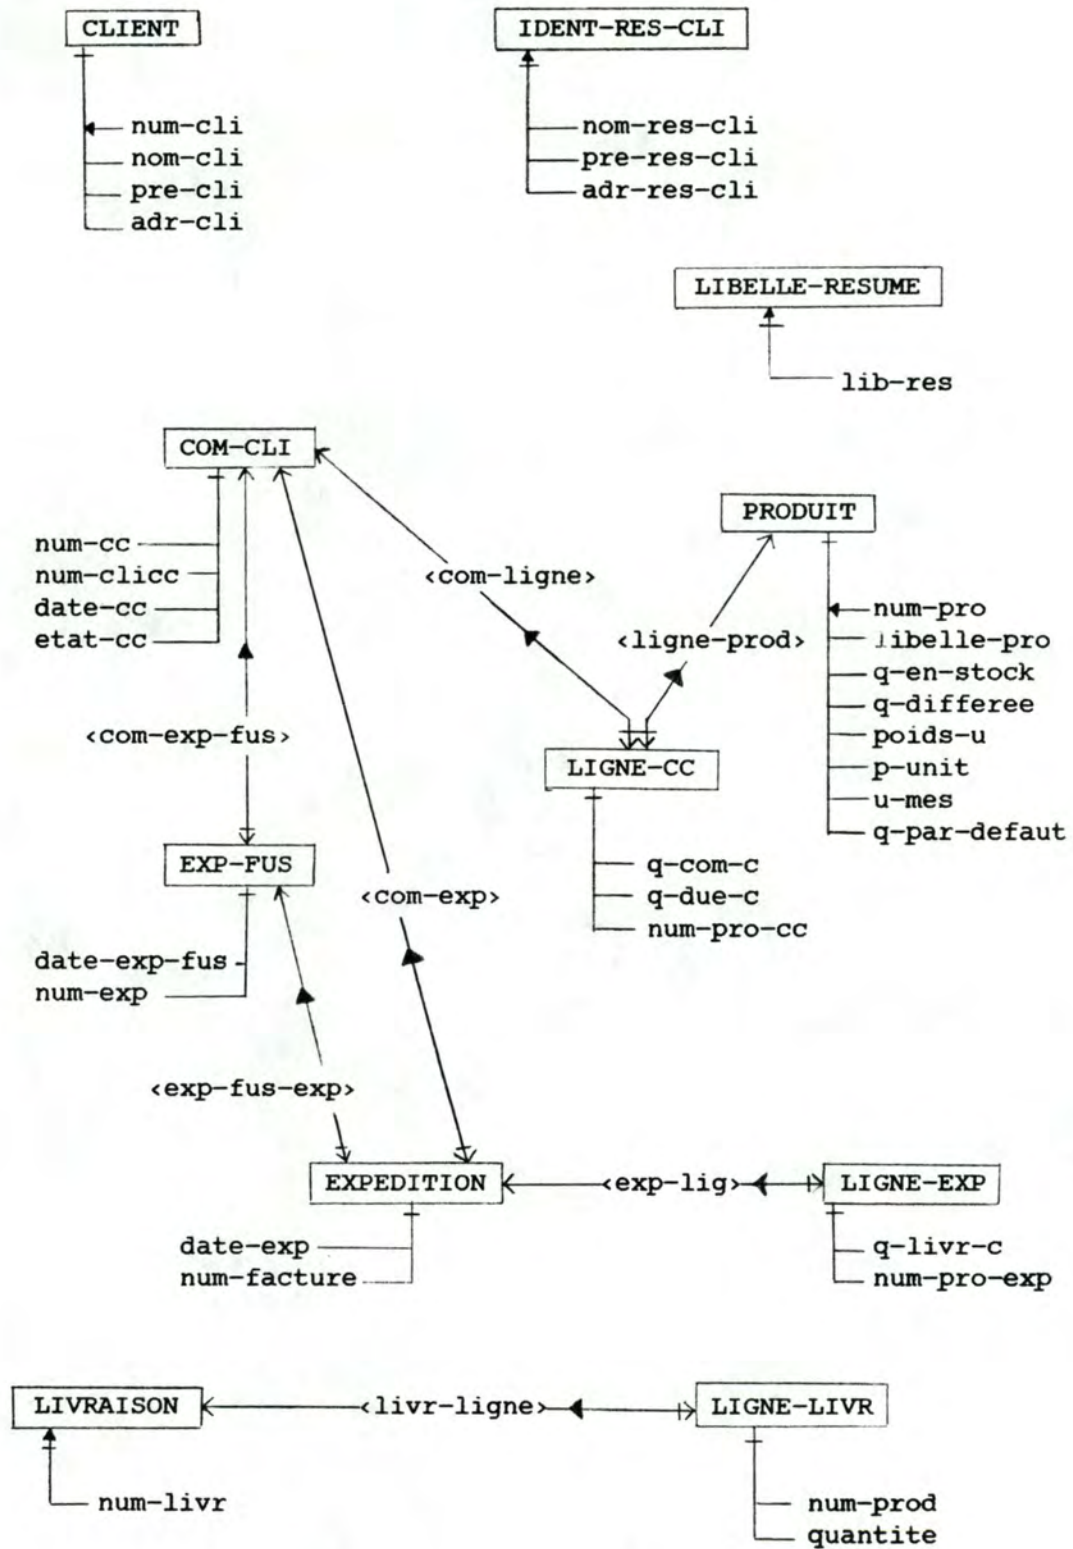 CLIENT
num-cli
nom-cli
pre-cli
adr-cli
IDENT-RES-CLI
nom-res-cli
pre-res-cli
adr-res-cli
LIBELLE-RESUME
lib-res
COM-CLI
num-cc
num-clicc
date-cc
etat-cc
<com-ligne>
PRODUIT
num-pro
libelle-pro
q-en-stock
q-differee
poids-u
p-unit
u-mes
q-par-defaut
<ligne-prod>
<com-exp-fus>
LIGNE-CC
q-com-c
q-due-c
num-pro-cc
EXP-FUS
date-exp-fus
num-exp
<com-exp>
<exp-fus-exp>
EXPEDITION
date-exp
num-facture
<exp-lig>
LIGNE-EXP
q-livr-c
num-pro-exp
LIVRAISON
num-livr
<livr-ligne>
LIGNE-LIVR
num-prod
quantite